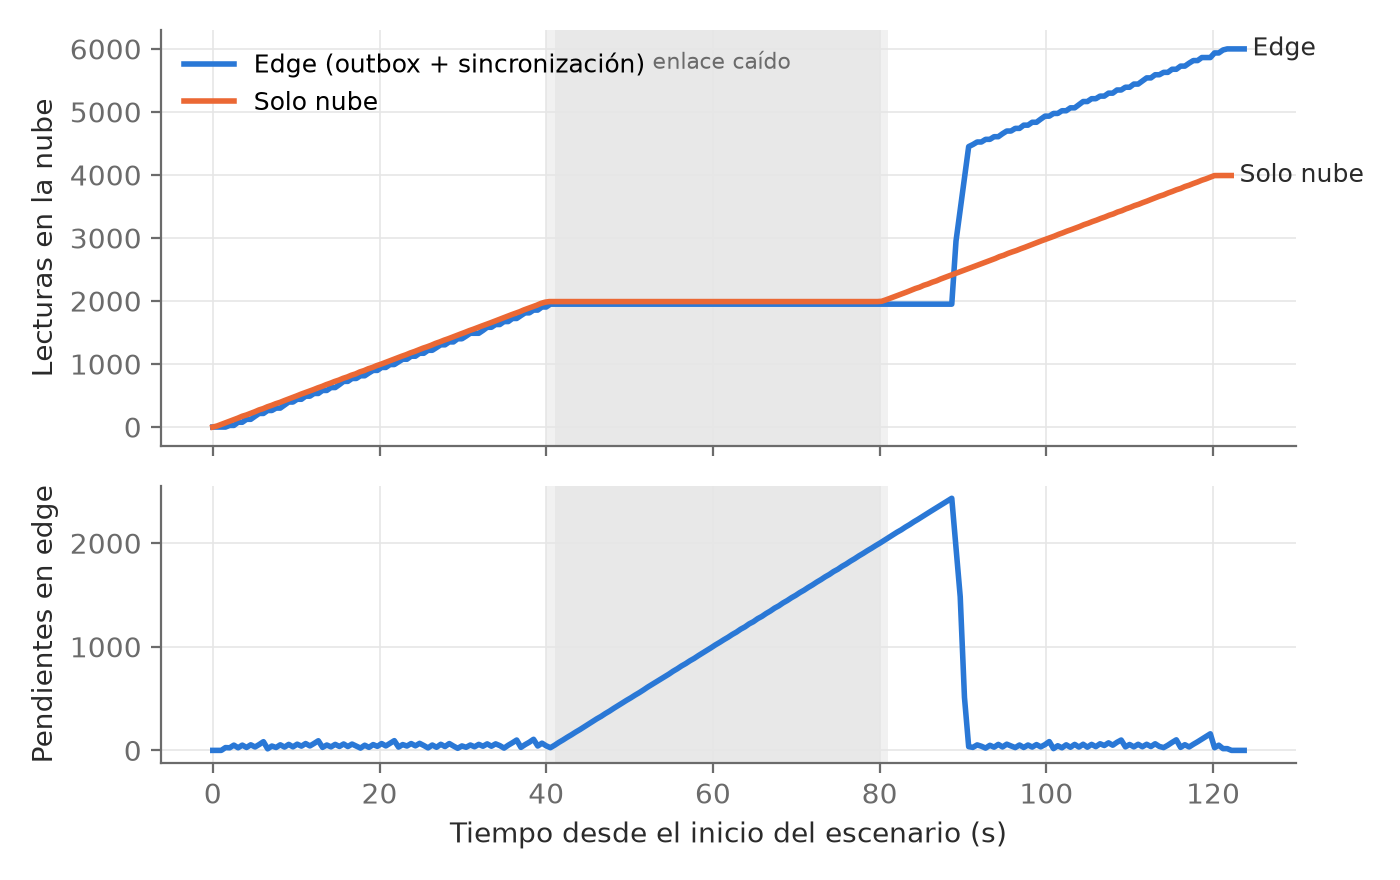 Lecturas en la nube
6000
5000
4000
3000
2000
1000
0
Edge (outbox + sincronización)
Solo nube
enlace caído
Edge
Solo nube
Pendientes en edge
2000
1000
0
0 20 40 60 80 100 120
Tiempo desde el inicio del escenario (s)